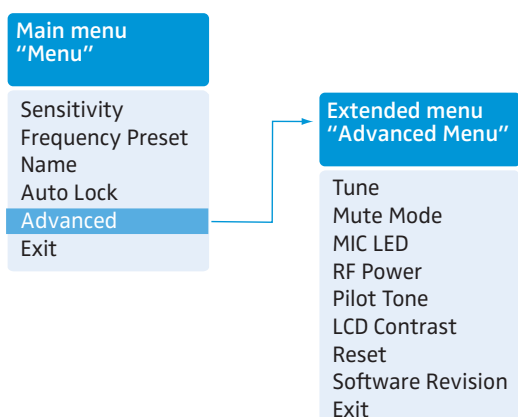 Main menu
“Menu”
Sensitivity
Frequency Preset
Name
Auto Lock
Advanced
Exit
Extended menu
“Advanced Menu”
Tune
Mute Mode
MIC LED
RF Power
Pilot Tone
LCD Contrast
Reset
Software Revision
Exit